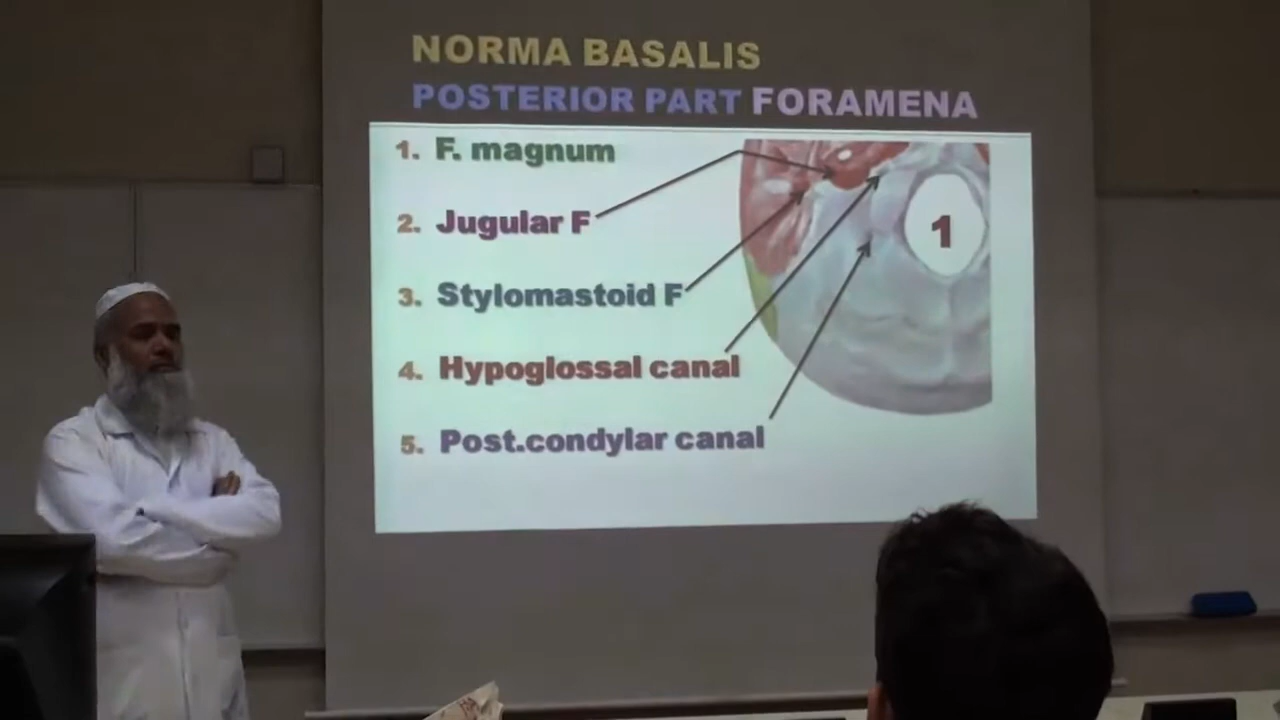 NORMA BASALIS
POSTERIOR PART FORAMENA
1. F. magnum
2. Jugular F
3. Stylomastoid F
4. Hypoglossal canal
5. Post.condylar canal
1